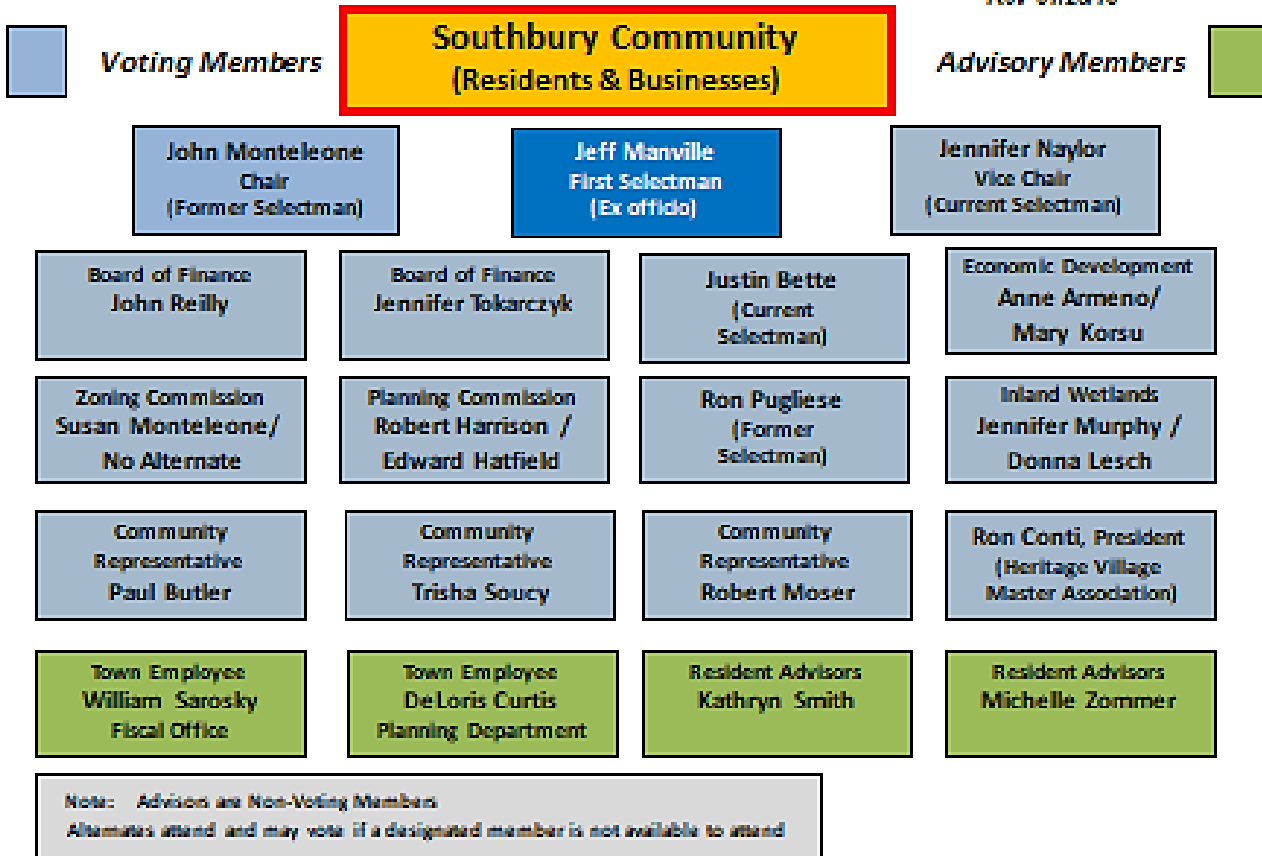 Voting Members
Southbury Community
(Residents & Businesses)
Advisory Members
John Monteleone
Chair
(Former Selectman)
Jeff Manville
First Selectman
(Ex officio)
Jennifer Naylor
Vice Chair
(Current Selectman)
Board of Finance
John Reilly
Board of Finance
Jennifer Tokarczyk
Justin Bette
(Current
Selectman)
Economic Development
Anne Armeno/
Mary Korsu
Zoning Commission
Susan Monteleone/
No Alternate
Planning Commission
Robert Harrison /
Edward Hatfield
Ron Pugliese
(Former
Selectman)
Inland Wetlands
Jennifer Murphy /
Donna Lesch
Community
Representative
Paul Butler
Community
Representative
Trisha Soucy
Community
Representative
Robert Moser
Ron Conti, President
(Heritage Village
Master Association)
Town Employee
William Sarosky
Fiscal Office
Town Employee
DeLoris Curtis
Planning Department
Resident Advisors
Kathryn Smith
Resident Advisors
Michelle Zommer
Note: Advisors are Non-Voting Members
Alternates attend and may vote if a designated member is not available to attend